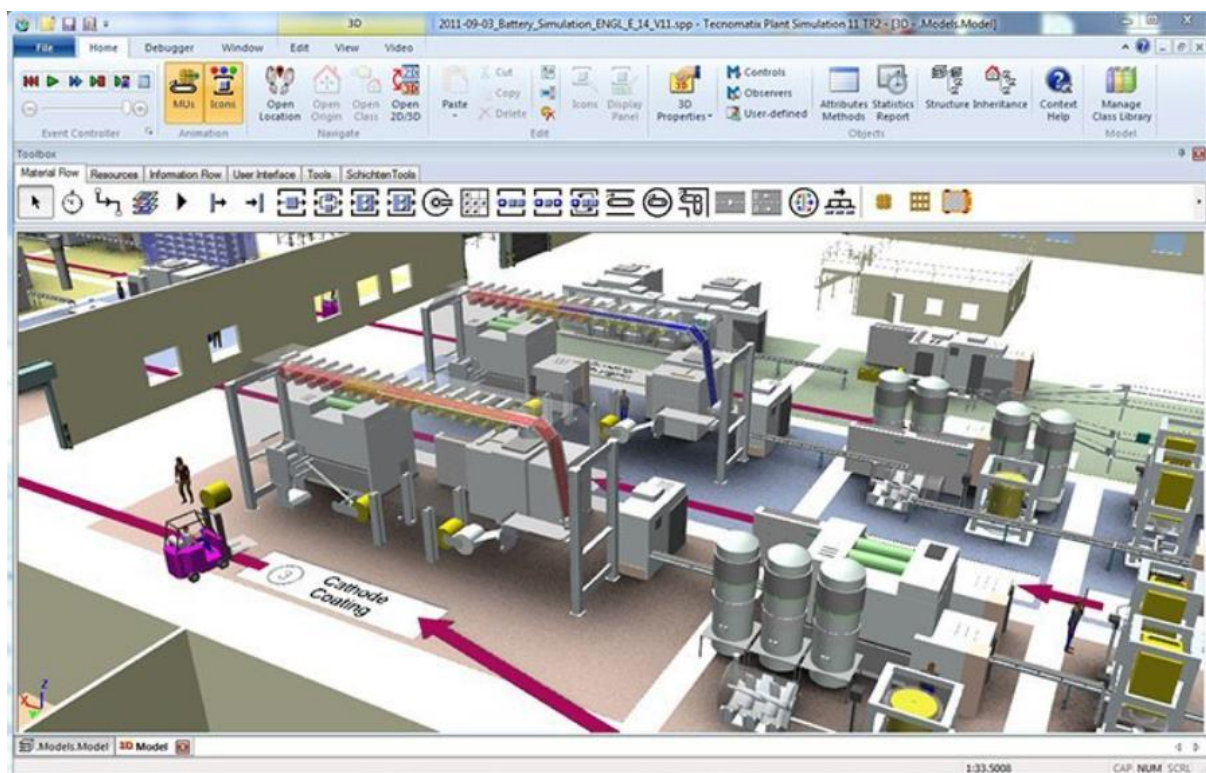 3D
2011-09-03_Battery_Simulation_ENGL_E_14_V11.spp - Tecnomatix Plant Simulation 11 TR2 - [3D - .Models.Model]
File Home Debugger Window Edit View Video
MUs Icons
Open Location
Open Origin
Open Class
Open 2D/3D
Paste
Cut
Copy
Delete
Icons
Display Panel
3D Properties
Controls
Observers
User-defined
Attributes Methods
Statistics Report
Structure Inheritance
Context Help
Manage Class Library
Event Controller Animation Navigate Edit Objects Model
Toolbox
Material Flow Resources Information Flow User Interface Tools SchichtenTools
3
Cathode
Coating
Z
X
.Models.Model 3D Model
1:33.5008 CAP NUM SCRL